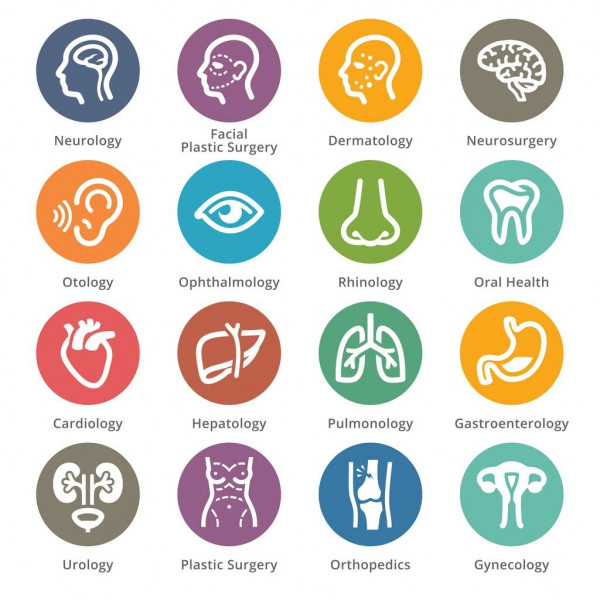 Neurology
Facial
Plastic Surgery
Dermatology
Neurosurgery
Otology
Ophthalmology
Rhinology
Oral Health
Cardiology
Hepatology
Pulmonology
Gastroenterology
Urology
Plastic Surgery
Orthopedics
Gynecology